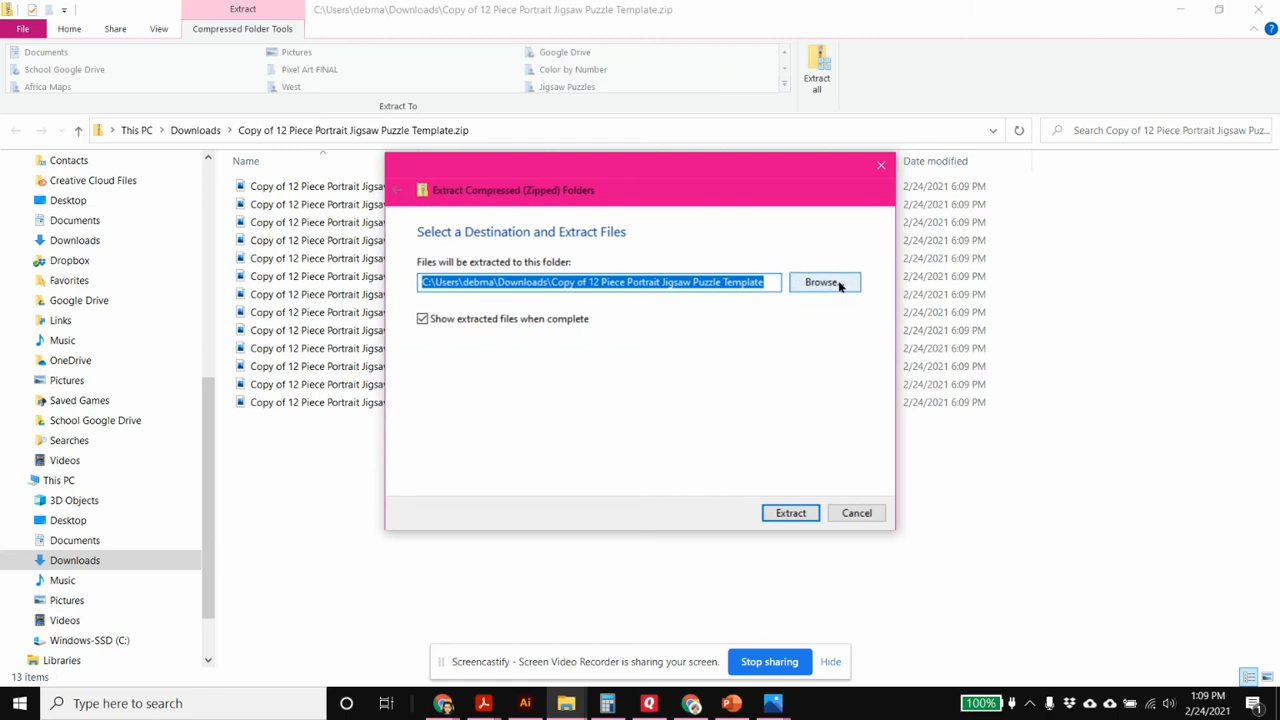 Extract
C:\Users\debma\Downloads\Copy of 12 Piece Portrait Jigsaw Puzzle Template.zip
File
Home
Share
View
Compressed Folder Tools
Documents
Pictures
Google Drive
School Google Drive
Pixel Art FINAL
Color by Number
Africa Maps
West
Jigsaw Puzzles
Extract all
Extract To
This PC
Downloads
Copy of 12 Piece Portrait Jigsaw Puzzle Template.zip
Search Copy of 12 Piece Portrait Jigsaw Puz...
Contacts
Creative Cloud Files
Desktop
Documents
Downloads
Dropbox
Favorites
Google Drive
Links
Music
OneDrive
Pictures
Saved Games
School Google Drive
Searches
Videos
This PC
3D Objects
Desktop
Documents
Downloads
Music
Pictures
Videos
Windows-SSD (C:)
Libraries
Name
Date modified
Copy of 12 Piece Portrait Jigsa
2/24/2021 6:09 PM
Copy of 12 Piece Portrait Jigsa
2/24/2021 6:09 PM
Copy of 12 Piece Portrait Jigsa
2/24/2021 6:09 PM
Copy of 12 Piece Portrait Jigsa
2/24/2021 6:09 PM
Copy of 12 Piece Portrait Jigsa
2/24/2021 6:09 PM
Copy of 12 Piece Portrait Jigsa
2/24/2021 6:09 PM
Copy of 12 Piece Portrait Jigsa
2/24/2021 6:09 PM
Copy of 12 Piece Portrait Jigsa
2/24/2021 6:09 PM
Copy of 12 Piece Portrait Jigsa
2/24/2021 6:09 PM
Copy of 12 Piece Portrait Jigsa
2/24/2021 6:09 PM
Copy of 12 Piece Portrait Jigsa
2/24/2021 6:09 PM
Copy of 12 Piece Portrait Jigsa
2/24/2021 6:09 PM
Copy of 12 Piece Portrait Jigsa
2/24/2021 6:09 PM
Extract Compressed (Zipped) Folders
Select a Destination and Extract Files
Files will be extracted to this folder:
C:\Users\debma\Downloads\Copy of 12 Piece Portrait Jigsaw Puzzle Template
Browse...
Show extracted files when complete
Extract
Cancel
Screencastify - Screen Video Recorder is sharing your screen.
Stop sharing
Hide
13 items
Type here to search
Ai
100%
1:09 PM
2/24/2021